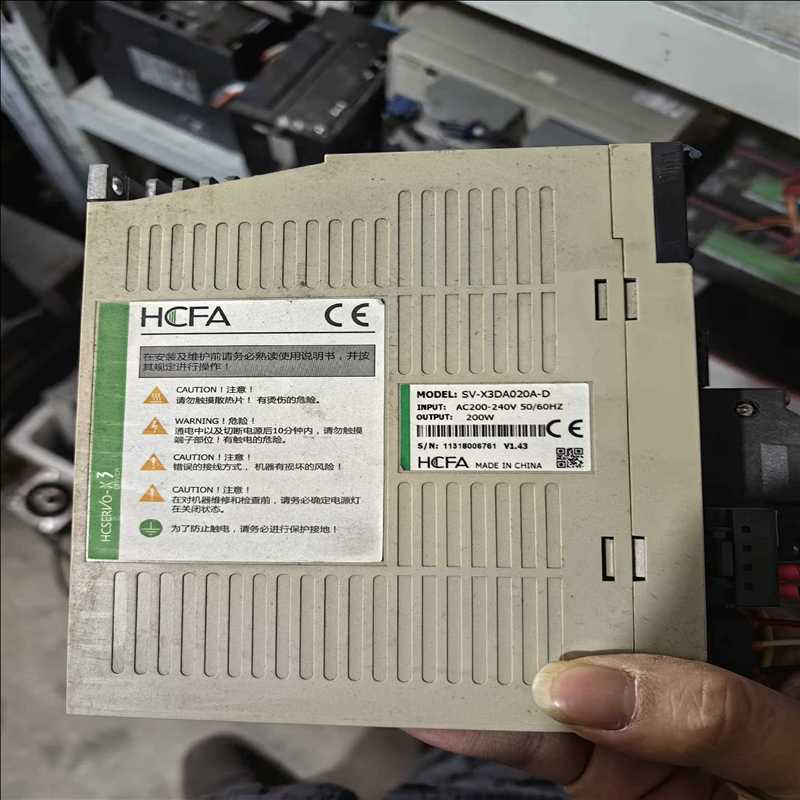 HCFA CE
在安装及维护前请务必熟读使用说明书，并按
其规定进行操作！
CAUTION！注意！
请勿触摸散热片！有烫伤的危险。
WARNING！危险！
通电中以及切断电源后10分钟内，请勿触摸
端子部位！有触电的危险。
CAUTION！注意！
错误的接线方式，机器有损坏的风险！
CAUTION！注意！
在对机器维修和检查前，请务必确定电源灯
在关闭状态。
为了防止触电，请务必进行保护接地！
HCSERVO-X3
MODEL: SV-X3DA020A-D
INPUT: AC200-240V 50/60HZ
OUTPUT: 200W
CE
S/N: 11318006761 V1.43
HCFA MADE IN CHINA